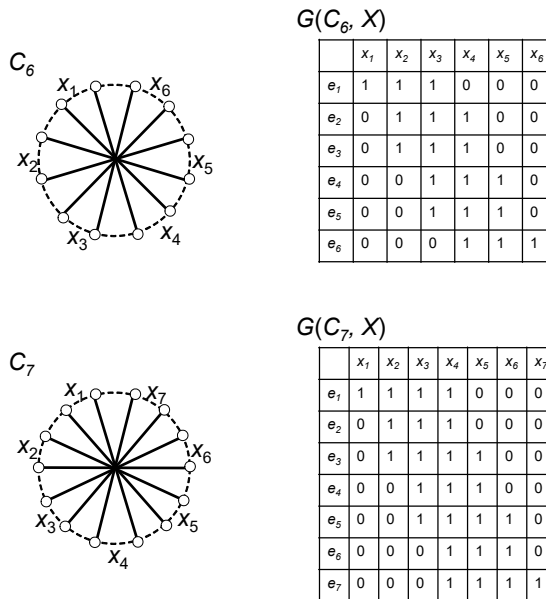 G(C6, X)
C6
x1 x6
x2 x5
x3 x4
x1 x2 x3 x4 x5 x6
e1 1 1 1 0 0 0
e2 0 1 1 1 0 0
e3 0 1 1 1 0 0
e4 0 0 1 1 1 0
e5 0 0 1 1 1 0
e6 0 0 0 1 1 1
G(C7, X)
C7
x1 x7
x2 x6
x3 x5
x4
x1 x2 x3 x4 x5 x6 x7
e1 1 1 1 1 0 0 0
e2 0 1 1 1 0 0 0
e3 0 1 1 1 1 0 0
e4 0 0 1 1 1 0 0
e5 0 0 1 1 1 1 0
e6 0 0 0 1 1 1 0
e7 0 0 0 1 1 1 1